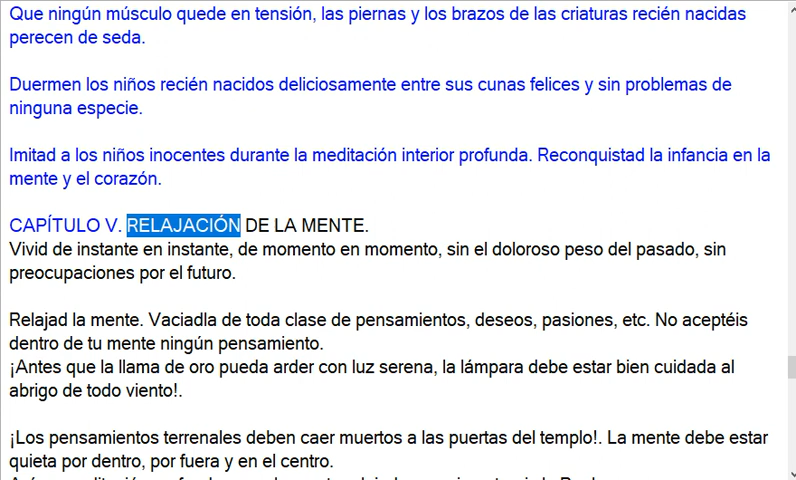 Que ningún músculo quede en tensión, las piernas y los brazos de las criaturas recién nacidas
perecen de seda.
Duermen los niños recién nacidos deliciosamente entre sus cunas felices y sin problemas de
ninguna especie.
Imitad a los niños inocentes durante la meditación interior profunda. Reconquistad la infancia en la
mente y el corazón.
CAPÍTULO V. RELAJACIÓN DE LA MENTE.
Vivid de instante en instante, de momento en momento, sin el doloroso peso del pasado, sin
preocupaciones por el futuro.
Relajad la mente. Vaciadla de toda clase de pensamientos, deseos, pasiones, etc. No aceptéis
dentro de tu mente ningún pensamiento.
¡Antes que la llama de oro pueda arder con luz serena, la lámpara debe estar bien cuidada al
abrigo de todo viento!.
¡Los pensamientos terrenales deben caer muertos a las puertas del templo!. La mente debe estar
quieta por dentro, por fuera y en el centro.